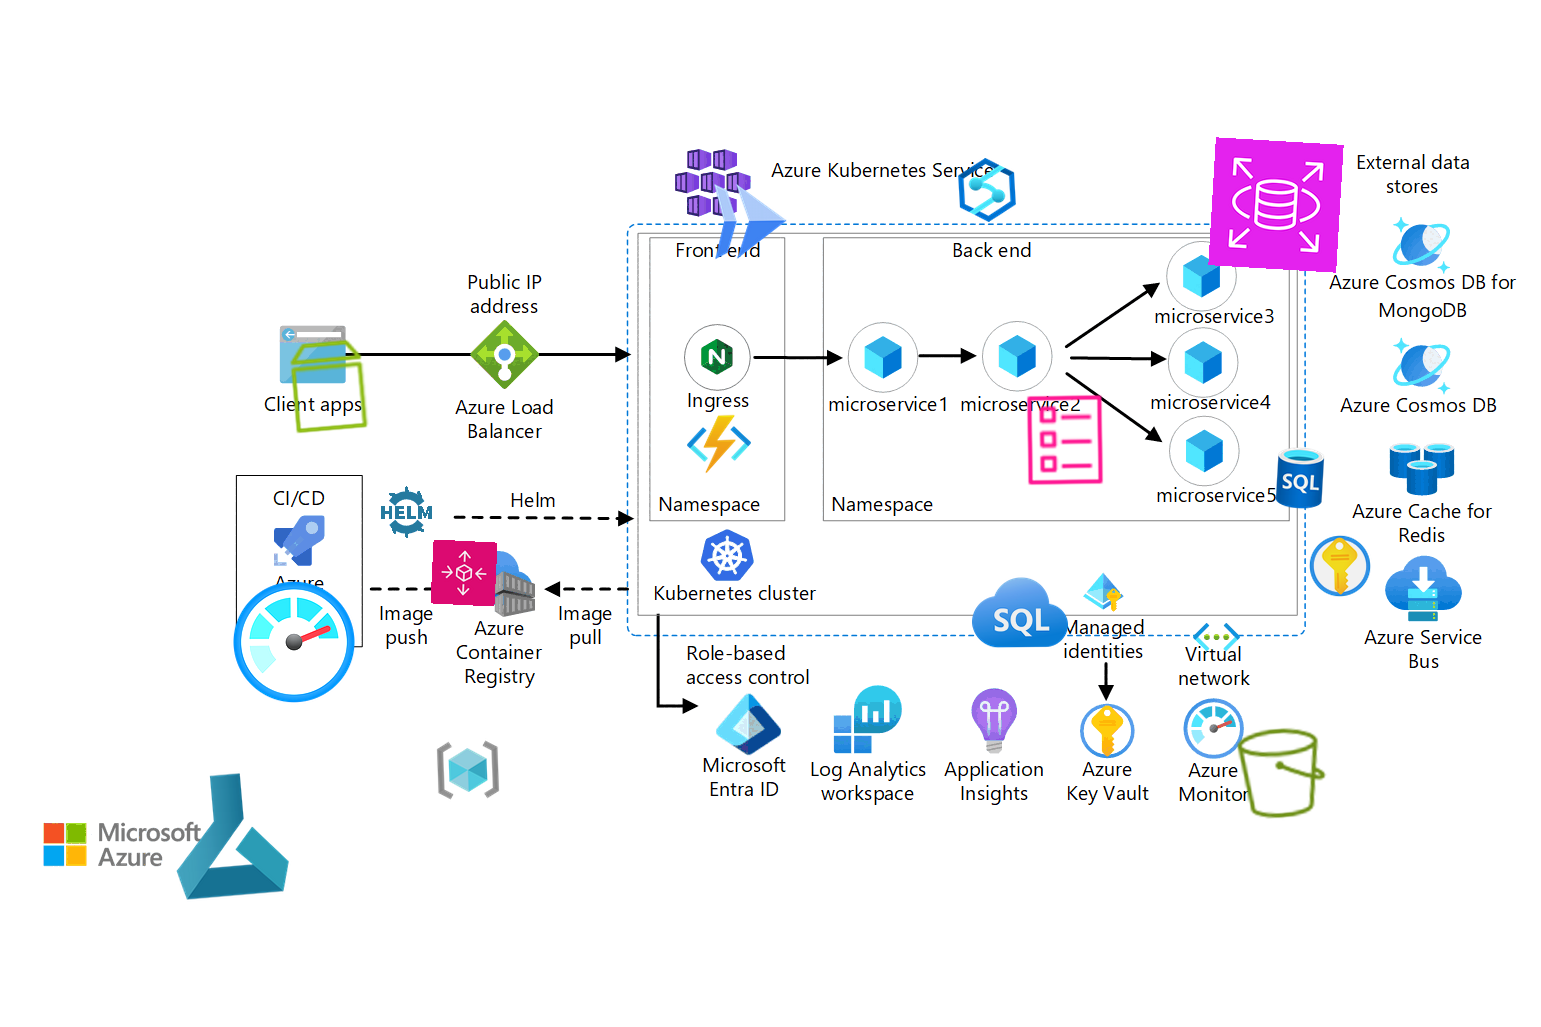 Azure Kubernetes Service
External data
stores
Front end
Back end
Public IP
address
Azure Cosmos DB for
MongoDB
microservice3
Client apps
Azure Load
Balancer
Ingress
microservice1
microservice2
microservice4
Azure Cosmos DB
CI/CD
HELM
Helm
Namespace
Namespace
microservice5
SQL
Azure Cache for
Redis
Azure
Image
push
Azure
Container
Registry
Image
pull
Kubernetes cluster
SQL
Managed
identities
Virtual
network
Azure Service
Bus
Role-based
access control
Microsoft
Entra ID
Log Analytics
workspace
Application
Insights
Azure
Key Vault
Azure
Monitor
Microsoft
Azure